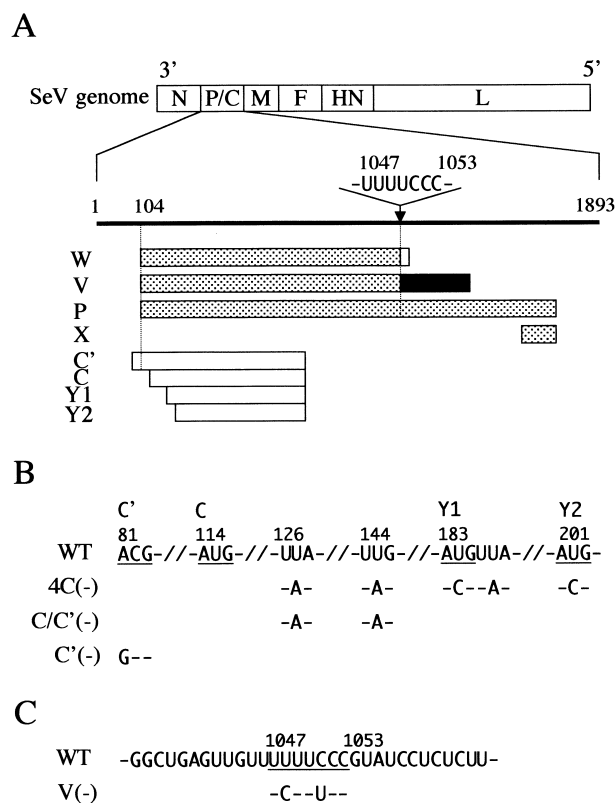 A
3’ 5’
SeV genome N P/C M F HN L
1047 1053
-UUUUCCC-
1 104 1893
W
V
P
X
C’
C
Y1
Y2
B
C’ C Y1 Y2
81 114 126 144 183 201
WT ACG-//-AUG-//-UUA-//-UUG-//-AUGUUA-//-AUG-
4C(-) -A- -A- -C--A- -C-
C/C’(-) -A- -A-
C’(-) G--
C
1047 1053
WT -GGCUGAGUUGUUUUUUCCCGUAUCCUCUCUU-
V(-) -C--U--